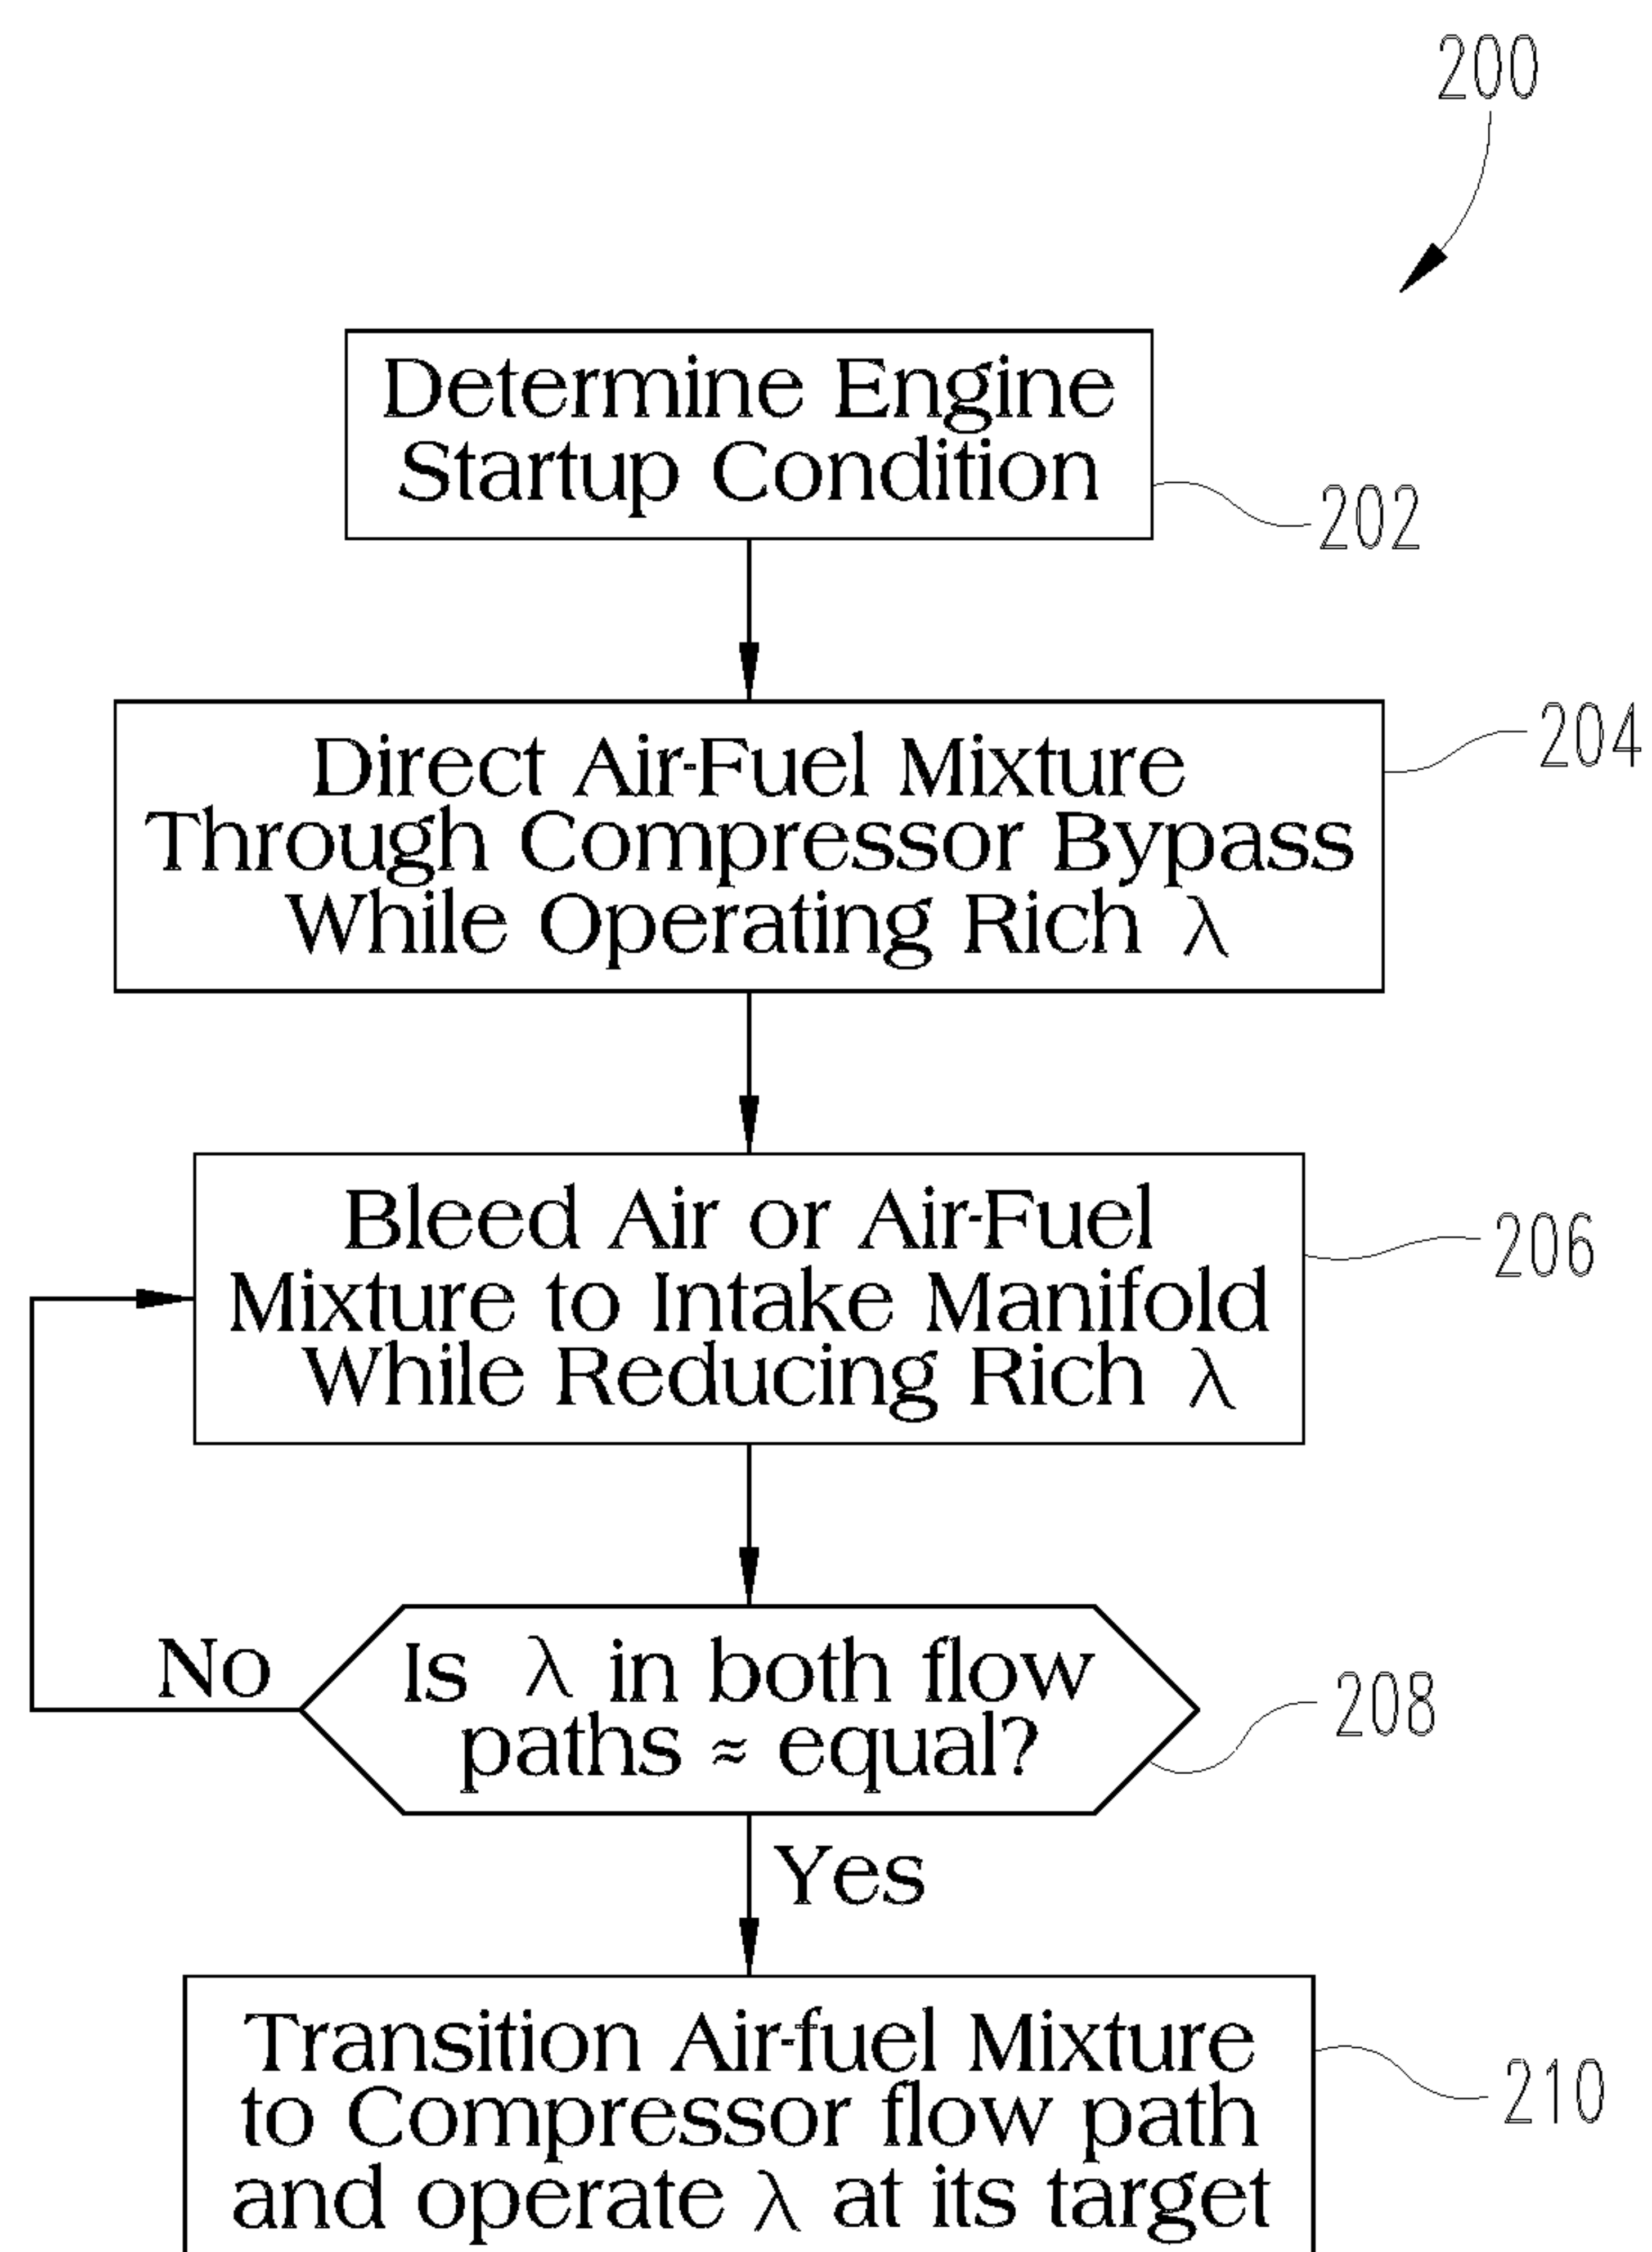 200
Determine Engine
Startup Condition
202
Direct Air-Fuel Mixture
Through Compressor Bypass
While Operating Rich λ
204
Bleed Air or Air-Fuel
Mixture to Intake Manifold
While Reducing Rich λ
206
Is λ in both flow
paths ≈ equal?
208
No
Yes
Transition Air-fuel Mixture
to Compressor flow path
and operate λ at its target
210